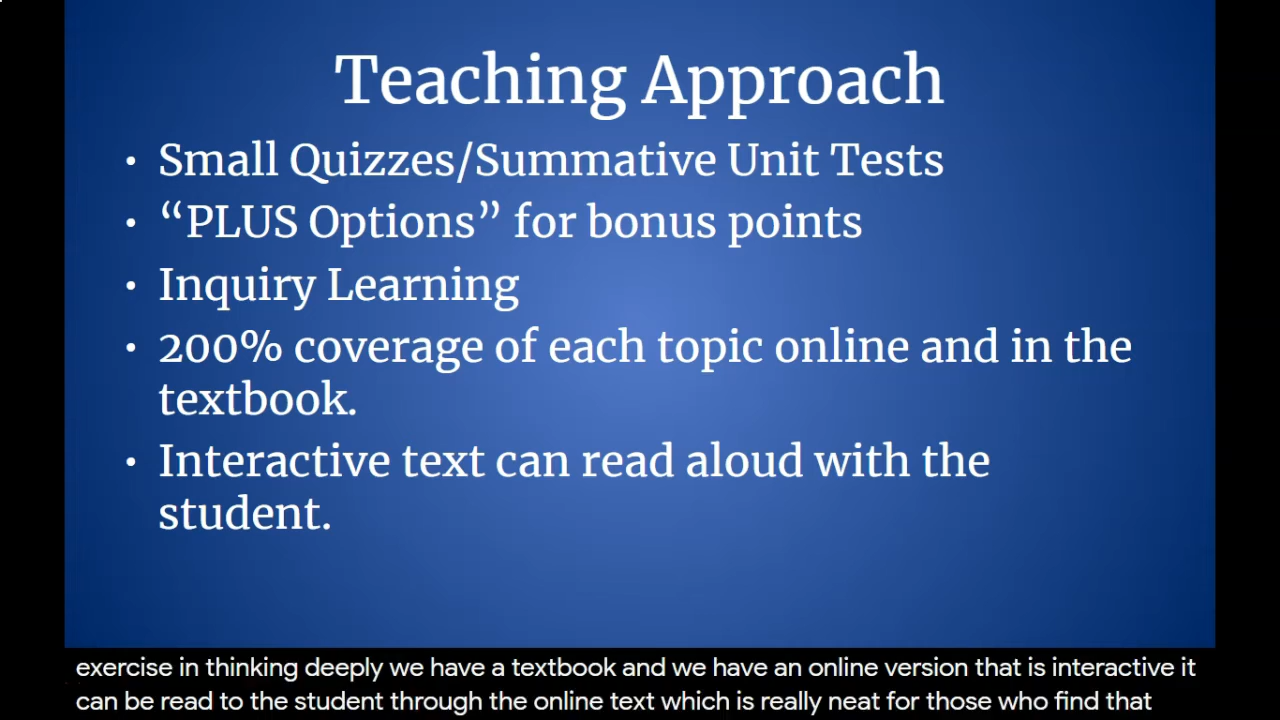 Teaching Approach
• Small Quizzes/Summative Unit Tests
• “PLUS Options” for bonus points
• Inquiry Learning
• 200% coverage of each topic online and in the
textbook.
• Interactive text can read aloud with the
student.
exercise in thinking deeply we have a textbook and we have an online version that is interactive it
can be read to the student through the online text which is really neat for those who find that